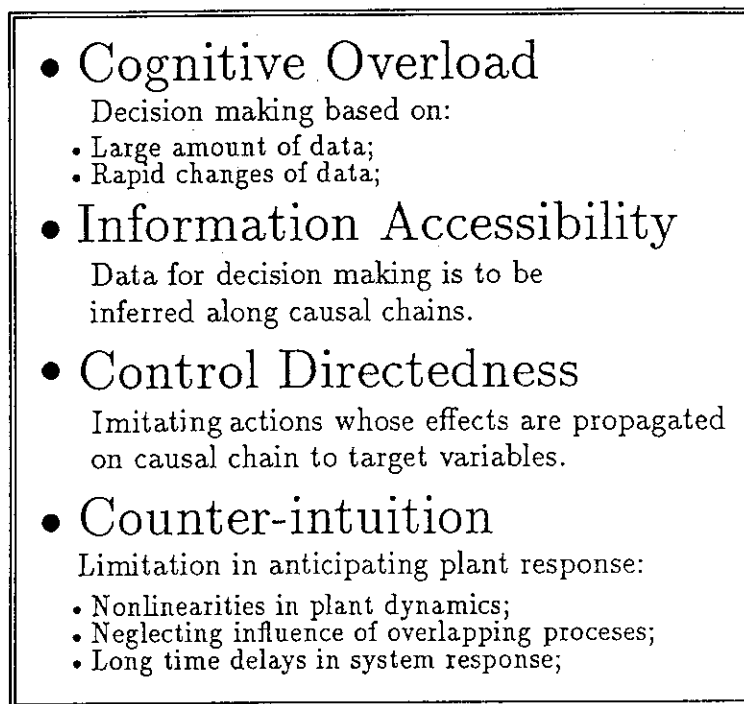 • Cognitive Overload
Decision making based on:
• Large amount of data;
• Rapid changes of data;
• Information Accessibility
Data for decision making is to be
inferred along causal chains.
• Control Directedness
Imitating actions whose effects are propagated
on causal chain to target variables.
• Counter-intuition
Limitation in anticipating plant response:
• Nonlinearities in plant dynamics;
• Neglecting influence of overlapping proceses;
• Long time delays in system response;